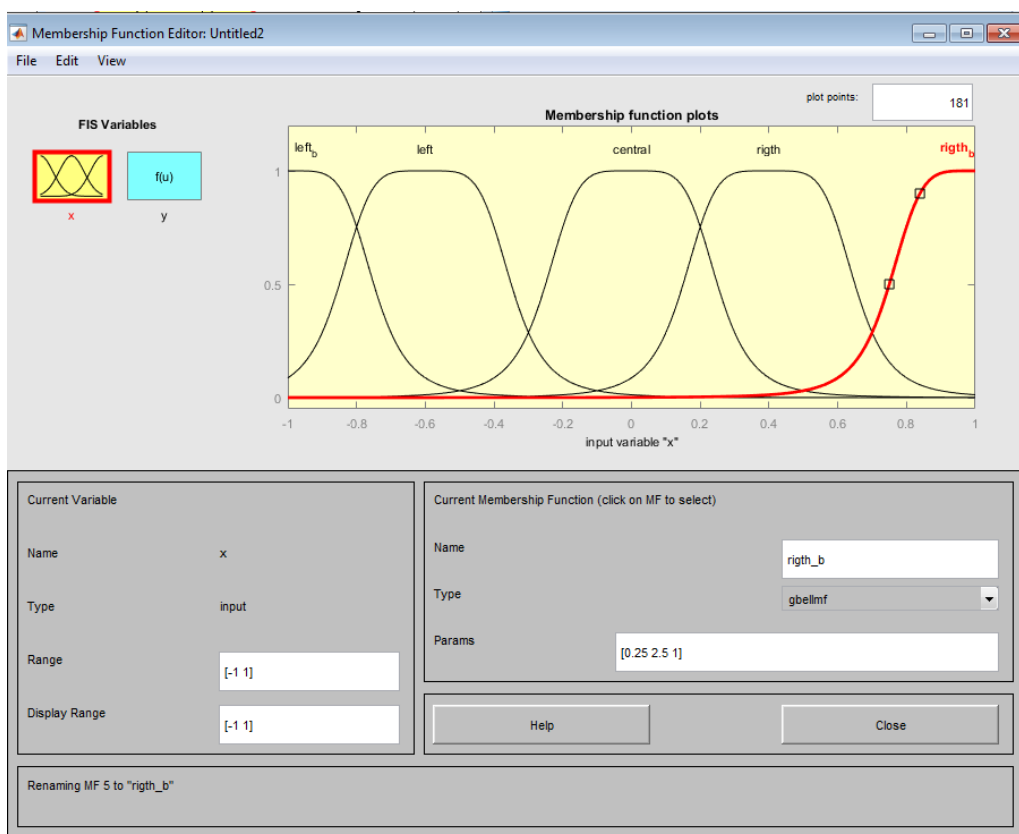 Membership Function Editor: Untitled2
File Edit View
plot points: 181
FIS Variables
f(u)
x y
Membership function plots
left_b left central rigth rigth_b
1
0.5
0
-1 -0.8 -0.6 -0.4 -0.2 0 0.2 0.4 0.6 0.8 1
input variable "x"
Current Variable
Name x
Type input
Range [-1 1]
Display Range [-1 1]
Current Membership Function (click on MF to select)
Name rigth_b
Type gbellmf
Params [0.25 2.5 1]
Help Close
Renaming MF 5 to "rigth_b"